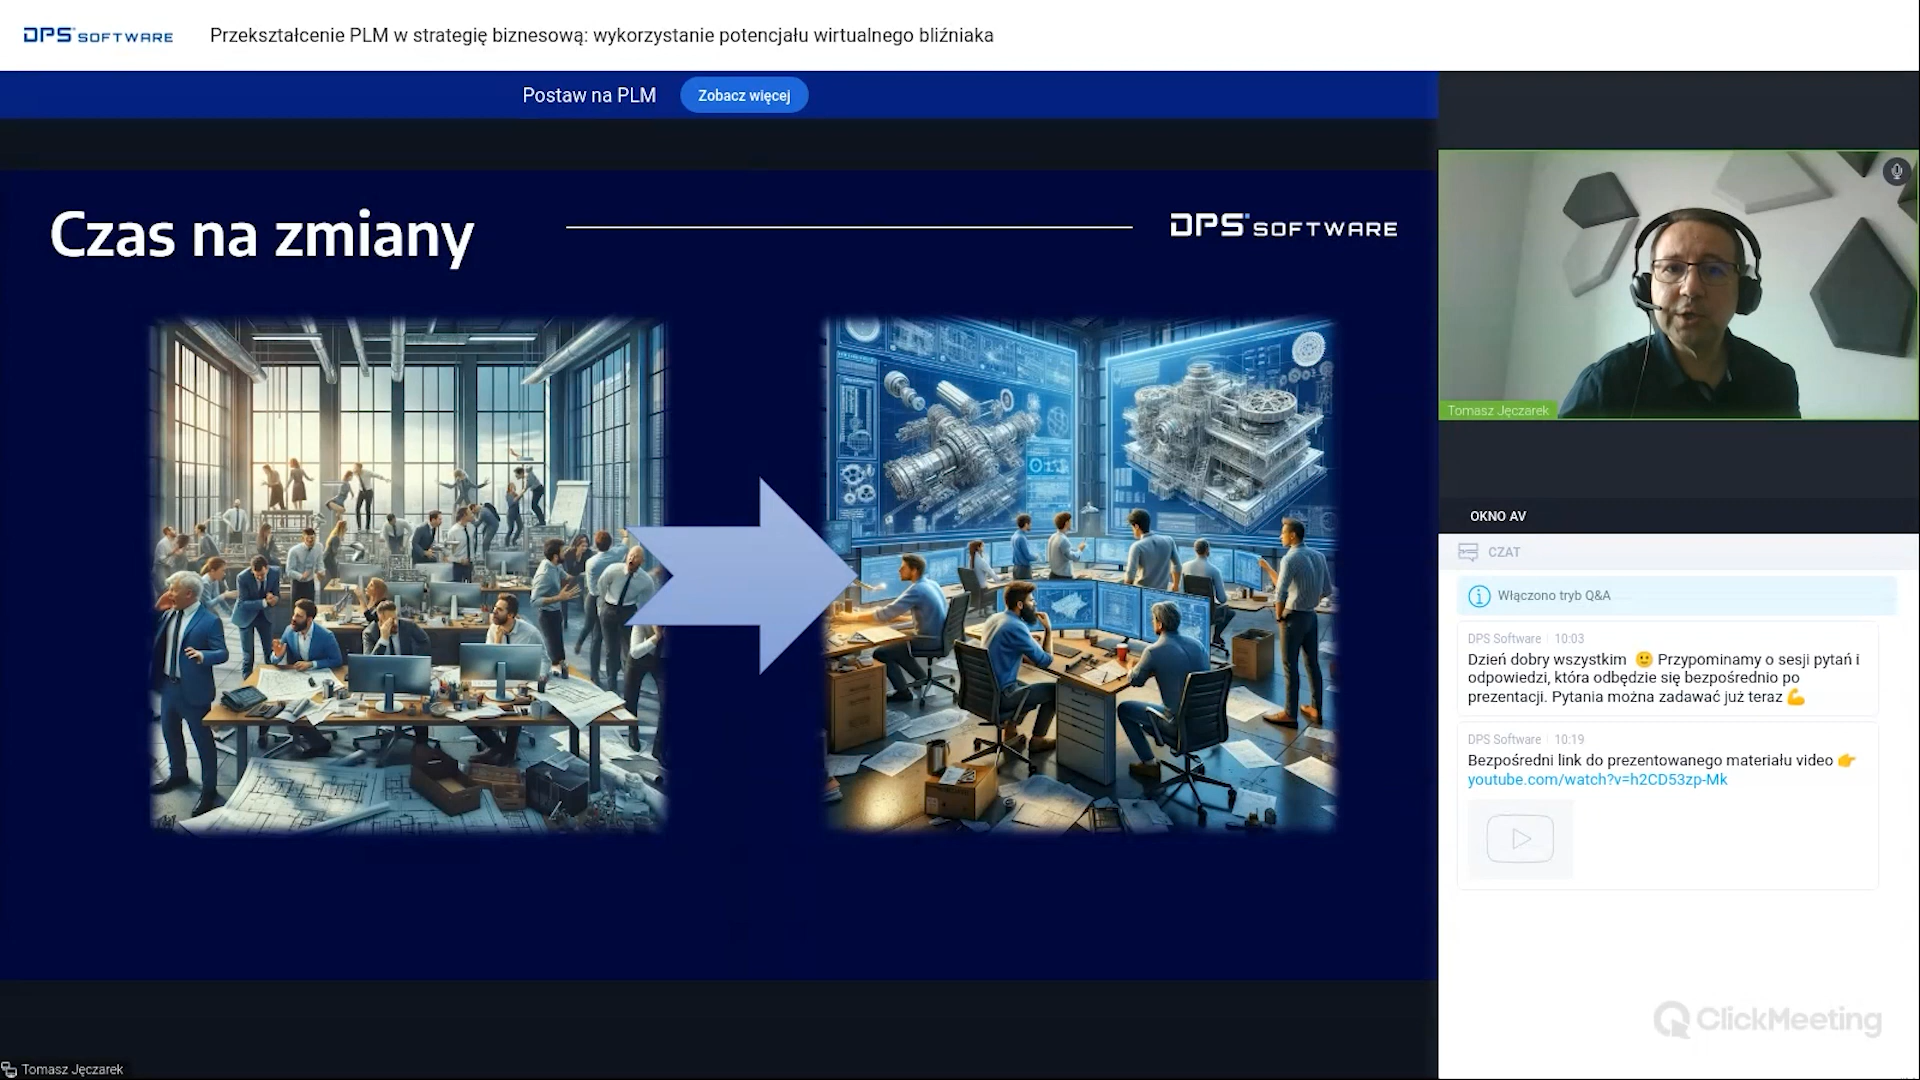 DPS SOFTWARE
Przekształcenie PLM w strategię biznesową: wykorzystanie potencjału wirtualnego bliźniaka
Postaw na PLM
Zobacz więcej
Czas na zmiany
DPS SOFTWARE
Tomasz Jęczarek
OKNO AV
CZAT
Włączono tryb Q&A
DPS Software 10:03
Dzień dobry wszystkim 🙂 Przypominamy o sesji pytań i
odpowiedzi, która odbędzie się bezpośrednio po
prezentacji. Pytania można zadawać już teraz 💪
DPS Software 10:19
Bezpośredni link do prezentowanego materiału video 👉
youtube.com/watch?v=h2CD53zp-Mk
ClickMeeting
Tomasz Jęczarek